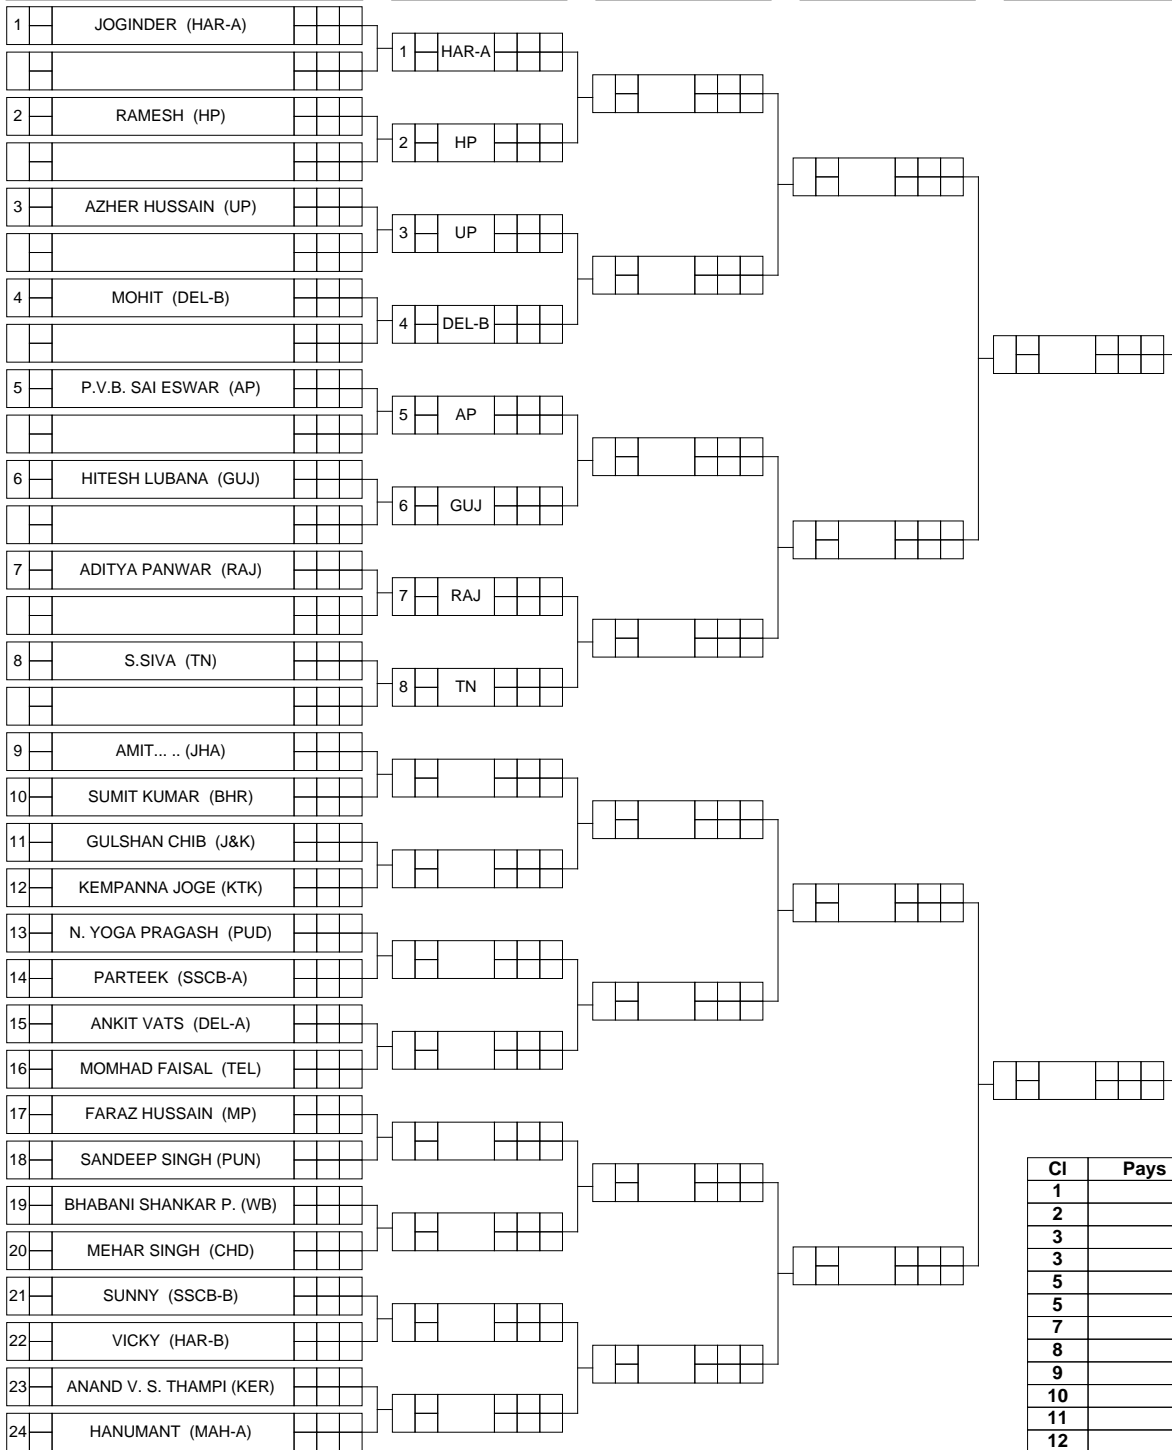 1 JOGINDER (HAR-A)
2 RAMESH (HP)
3 AZHER HUSSAIN (UP)
4 MOHIT (DEL-B)
5 P.V.B. SAI ESWAR (AP)
6 HITESH LUBANA (GUJ)
7 ADITYA PANWAR (RAJ)
8 S.SIVA (TN)
9 AMIT... .. (JHA)
10 SUMIT KUMAR (BHR)
11 GULSHAN CHIB (J&K)
12 KEMPANNA JOGE (KTK)
13 N. YOGA PRAGASH (PUD)
14 PARTEEK (SSCB-A)
15 ANKIT VATS (DEL-A)
16 MOMHAD FAISAL (TEL)
17 FARAZ HUSSAIN (MP)
18 SANDEEP SINGH (PUN)
19 BHABANI SHANKAR P. (WB)
20 MEHAR SINGH (CHD)
21 SUNNY (SSCB-B)
22 VICKY (HAR-B)
23 ANAND V. S. THAMPI (KER)
24 HANUMANT (MAH-A)
1 HAR-A
2 HP
3 UP
4 DEL-B
5 AP
6 GUJ
7 RAJ
8 TN
Cl Pays
1
2
3
3
5
5
7
8
9
10
11
12